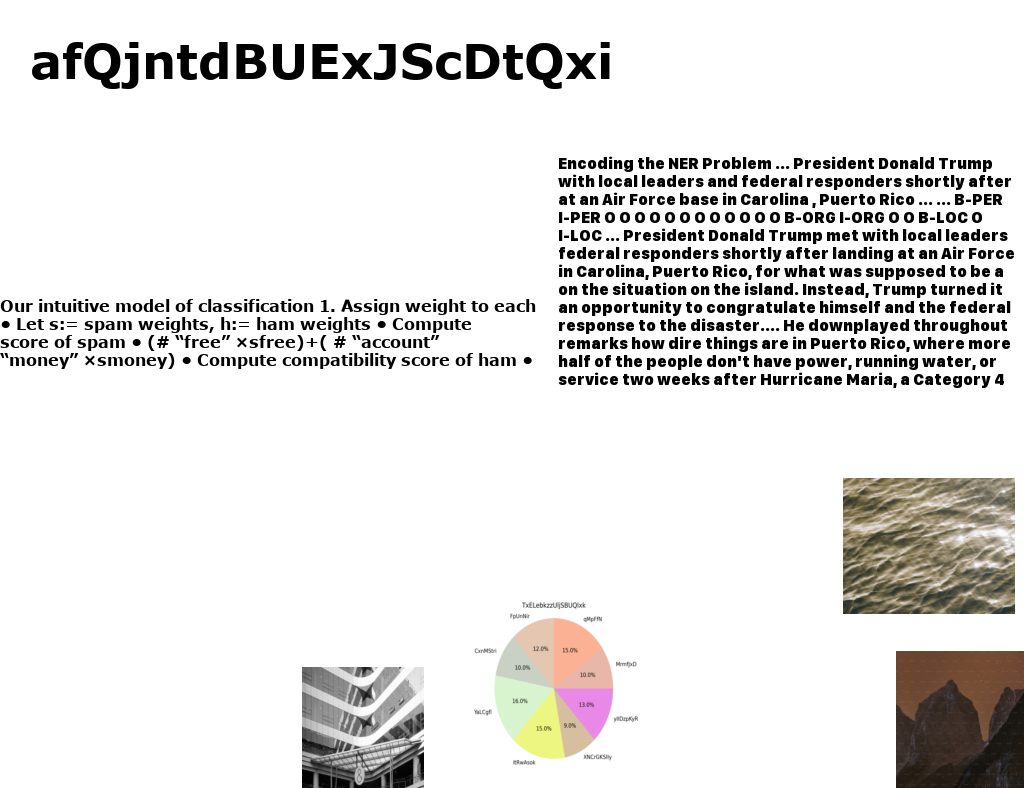 afQjntdBUExJScDtQxi
Our intuitive model of classification 1. Assign weight to each
• Let s:= spam weights, h:= ham weights • Compute
score of spam • (# “free” ×sfree)+( # “account”
“money” ×smoney) • Compute compatibility score of ham •
Encoding the NER Problem ... President Donald Trump
with local leaders and federal responders shortly after
at an Air Force base in Carolina , Puerto Rico ... ... B-PER
I-PER O O O O O O O O O O O O B-ORG I-ORG O O B-LOC O
I-LOC ... President Donald Trump met with local leaders
federal responders shortly after landing at an Air Force
in Carolina, Puerto Rico, for what was supposed to be a
on the situation on the island. Instead, Trump turned it
an opportunity to congratulate himself and the federal
response to the disaster.... He downplayed throughout
remarks how dire things are in Puerto Rico, where more
half of the people don't have power, running water, or
service two weeks after Hurricane Maria, a Category 4
FpUnNir
qMpFfN
CxnMStri
12.0%
15.0%
MrmfjxD
10.0%
10.0%
16.0%
13.0%
YaLCgfl
15.0%
9.0%
ItRwAsok